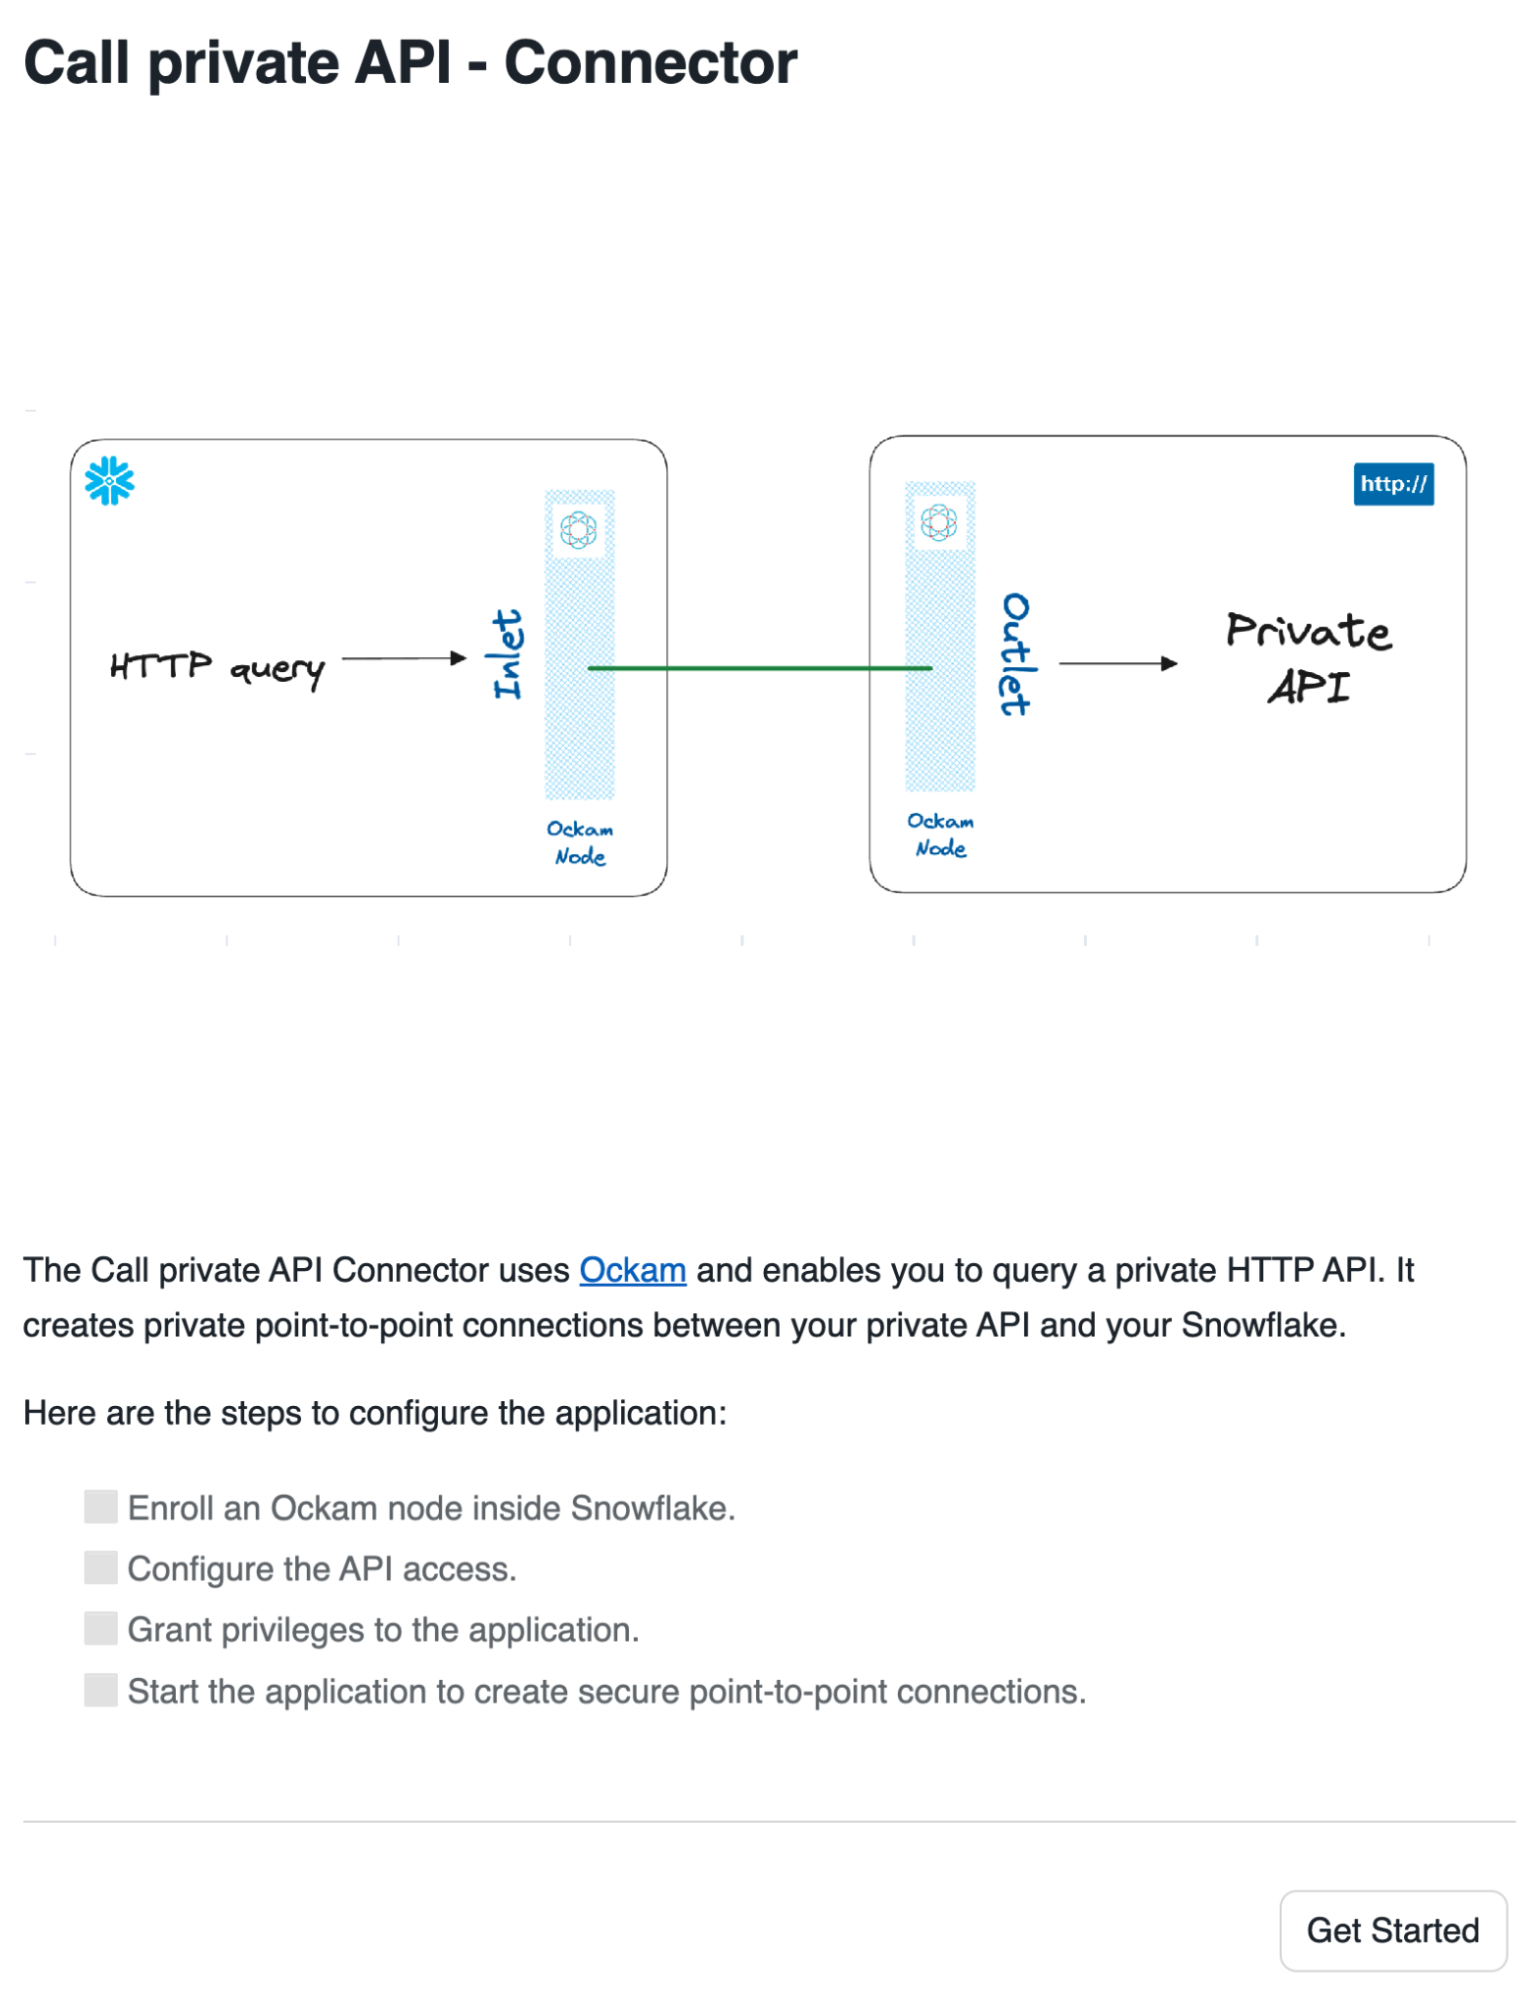 Call private API - Connector
http://
HTTP query
Inlet
Outlet
Private
API
Ockam
Node
Ockam
Node
The Call private API Connector uses Ockam and enables you to query a private HTTP API. It
creates private point-to-point connections between your private API and your Snowflake.
Here are the steps to configure the application:
Enroll an Ockam node inside Snowflake.
Configure the API access.
Grant privileges to the application.
Start the application to create secure point-to-point connections.
Get Started